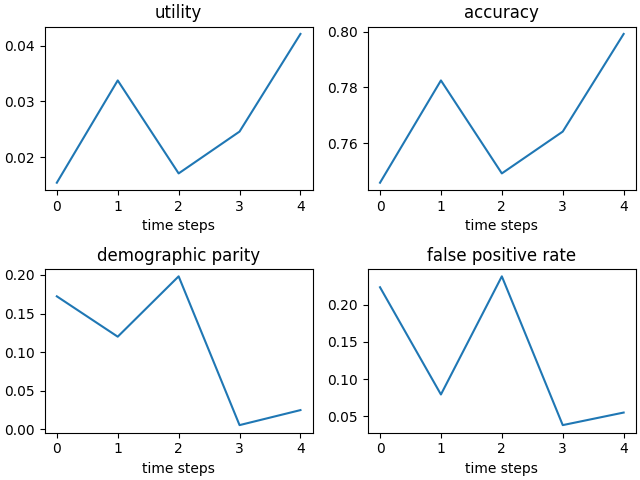 utility
accuracy
0.04
0.03
0.02
0 1 2 3 4
time steps
0.80
0.78
0.76
0 1 2 3 4
time steps
demographic parity
false positive rate
0.20
0.15
0.10
0.05
0.00
0 1 2 3 4
time steps
0.20
0.15
0.10
0.05
0 1 2 3 4
time steps